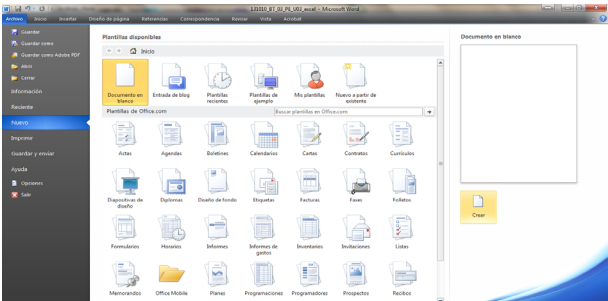 131010_BT_03_P0_U03_excel - Microsoft Word
Archivo Inicio Insertar Diseño de página Referencias Correspondencia Revisar Vista Acrobat
Guardar
Guardar como
Guardar como Adobe PDF
Abrir
Cerrar
Información
Reciente
Nuevo
Imprimir
Guardar y enviar
Ayuda
Opciones
Salir
Plantillas disponibles
Inicio
Documento en blanco
Entrada de blog
Plantillas recientes
Plantillas de ejemplo
Mis plantillas
Nuevo a partir de existente
Plantillas de Office.com
Buscar plantillas en Office.com
Actas Agendas Boletines Calendarios Cartas Contratos Currículos
Diapositivas de diseño
Diplomas Diseño de fondo Etiquetas Facturas Faxes Folletos
Formularios Horarios Informes
Informes de gastos
Inventarios Invitaciones Listas
Memorandos Office Mobile Planes Programaciones Programadores Prospectos Recibos
Documento en blanco
Crear